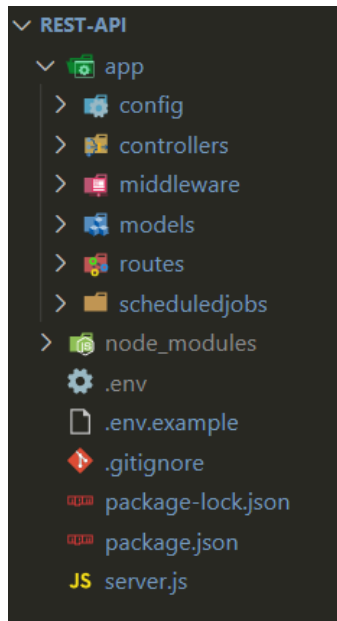 REST-API
app
config
controllers
middleware
models
routes
scheduledjobs
node_modules
.env
.env.example
.gitignore
package-lock.json
package.json
JS server.js